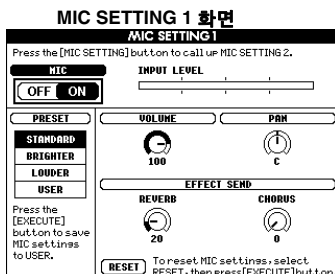 MIC SETTING 1 화면
MIC SETTING 1
Press the [MIC SETTING] button to call up MIC SETTING 2.
MIC
INPUT LEVEL
OFF ON
PRESET
VOLUME
PAN
STANDARD
BRIGHTER
LOUDER
USER
100
C
EFFECT SEND
REVERB
CHORUS
20
0
Press the
[EXECUTE]
button to save
MIC settings
to USER.
RESET
To reset MIC settings, select
RESET, then press [EXECUTE] button